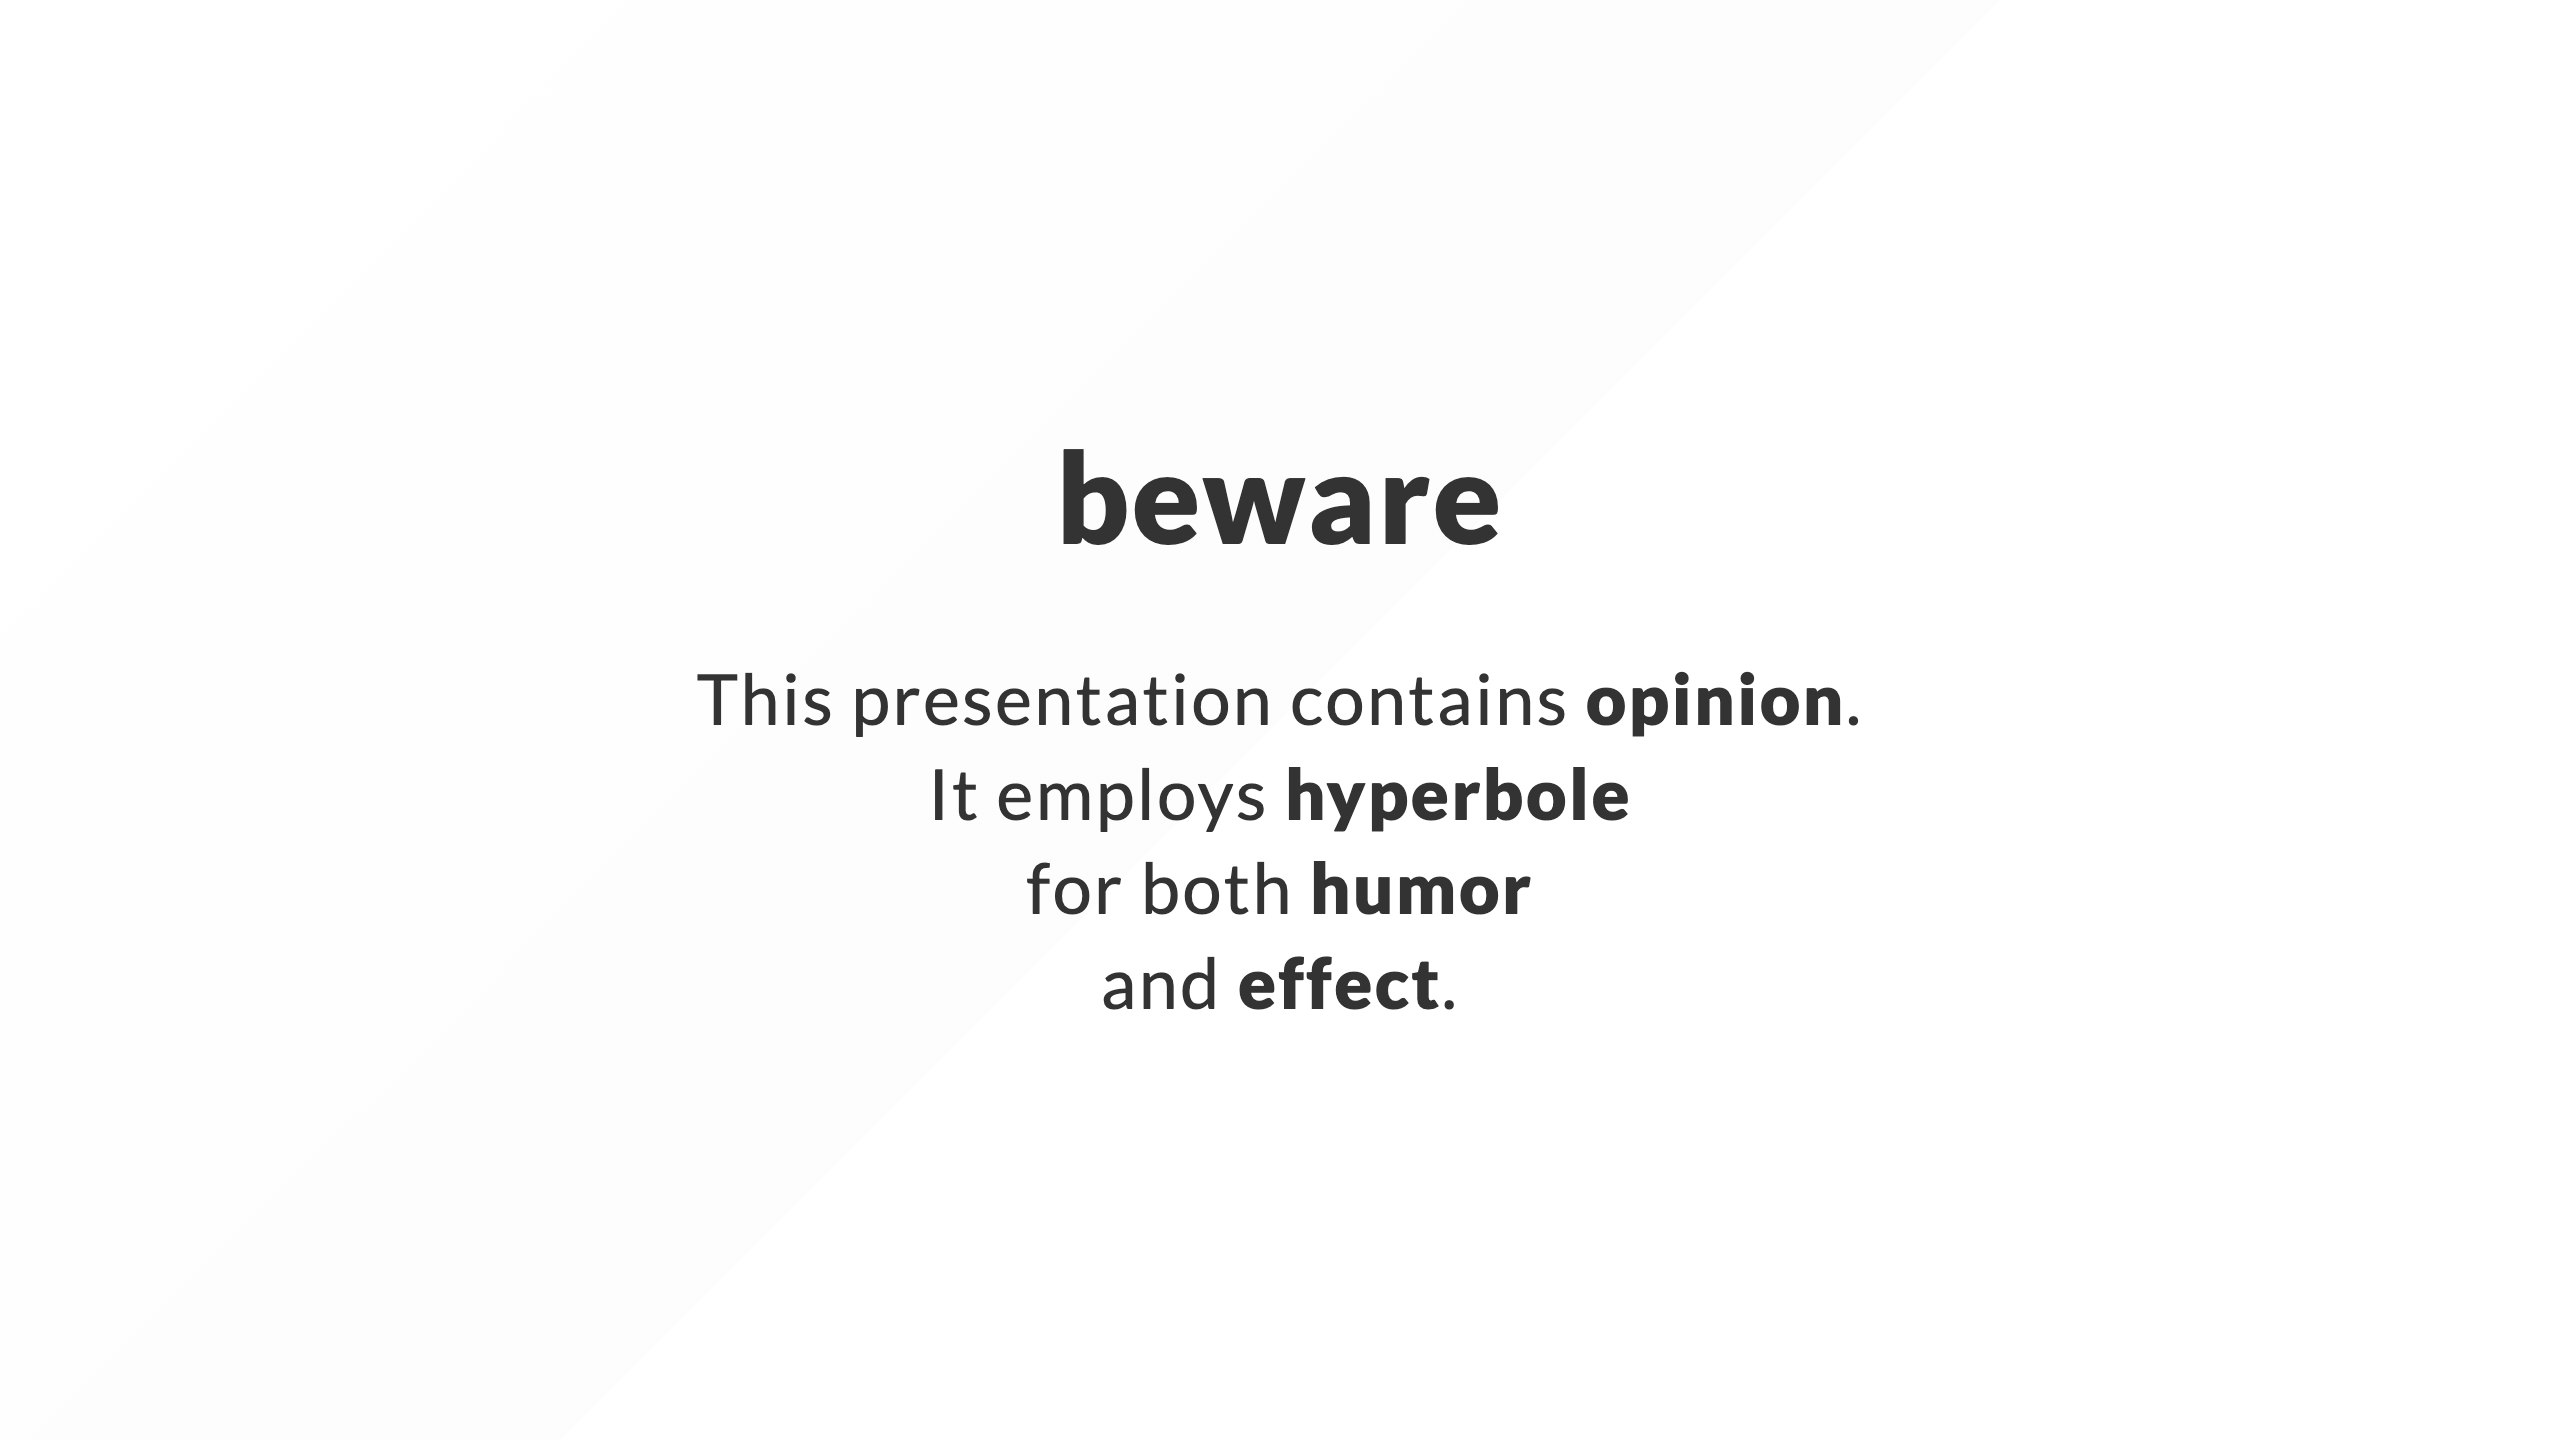 beware
This presentation contains opinion.
It employs hyperbole
for both humor
and effect.